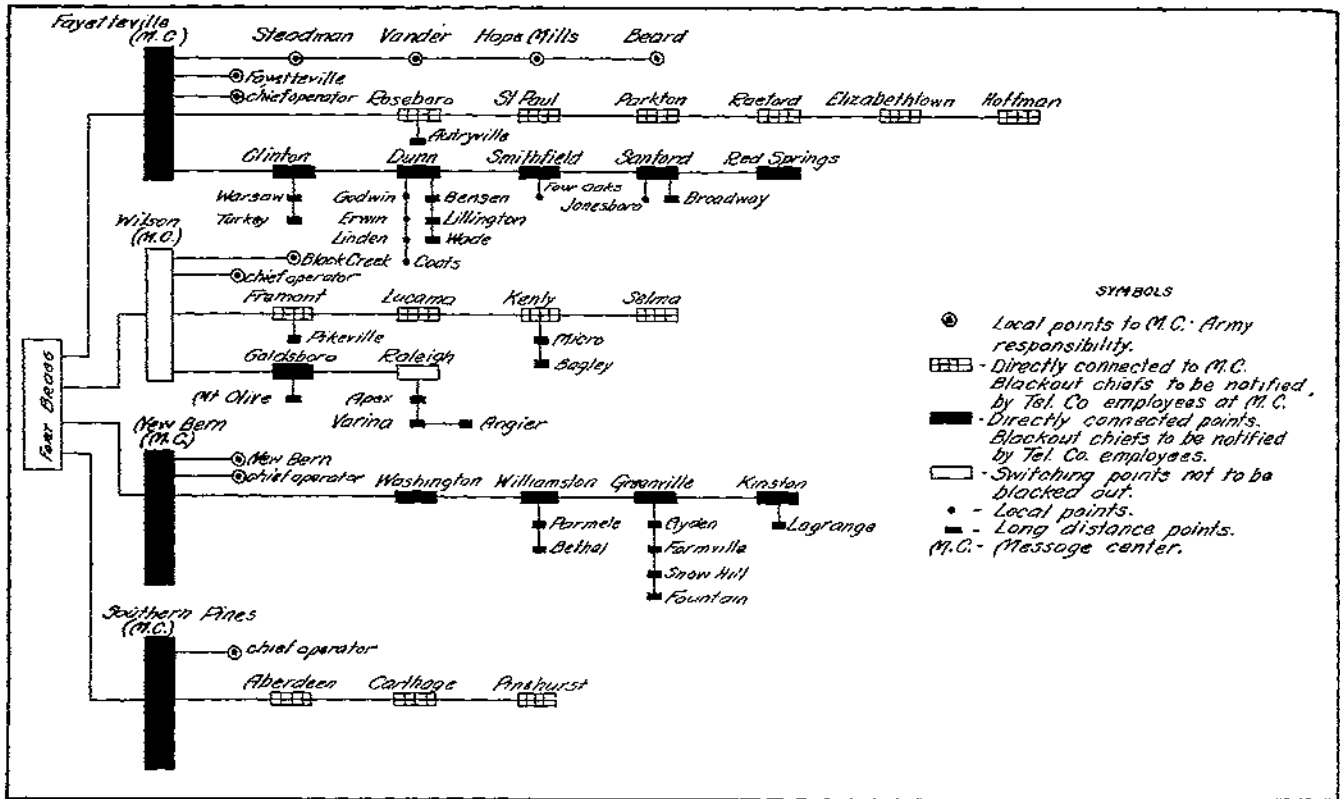 Fayetteville
(M.C)
Steadman Vander Hope Mills Beard
Fayetteville
chief operator
Roseboro St Paul Parkton Raeford Elizabethtown Hoffman
Autryville
Clinton Dunn Smithfield Sanford Red Springs
Warsaw Godwin Bensen Four Oaks Jonesboro Broadway
Turkey Erwin Lillington
Linden Wade
Coats
Wilson
(M.C.)
Black Creek
chief operator
Fremont Lucama Kenly Selma
Pikeville Micro
Bagley
Goldsboro Raleigh
Mt Olive Apex
Varina Angier
New Bern
(M.C.)
New Bern
chief operator
Washington Williamston Greenville Kinston
Parmele Ayden Lagrange
Bethel Farmville
Snow Hill
Fountain
Southern Pines
(M.C.)
chief operator
Aberdeen Carthage Pinehurst
Fort Bragg
SYMBOLS
Local points to M.C.- Army
responsibility.
- Directly connected to M.C.
Blackout chiefs to be notified
by Tel. Co employees at M.C.
- Directly connected points.
Blackout chiefs to be notified
by Tel. Co. employees.
- Switching points not to be
blacked out.
- Local points.
- Long distance points.
M.C.- Message center.